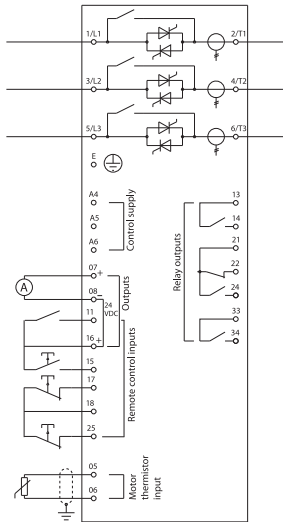 1/L1 2/T1
3/L2 4/T2
5/L3 6/T3
E
A4
A5
A6
Control supply
13
14
21
22
24
33
34
Relay outputs
07 +
08 –
11
16 +
15
17
18
25
A
24
VDC
Outputs
Remote control inputs
05
06
Motor
thermistor
input